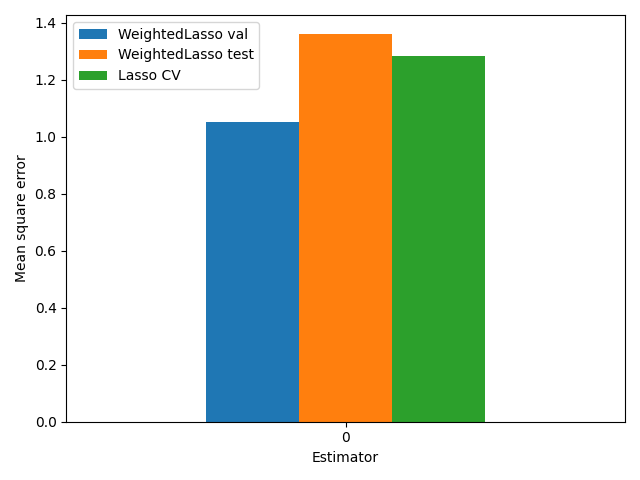 WeightedLasso val
WeightedLasso test
Lasso CV
1.4
1.2
1.0
0.8
0.6
0.4
0.2
0.0
Mean square error
0
Estimator